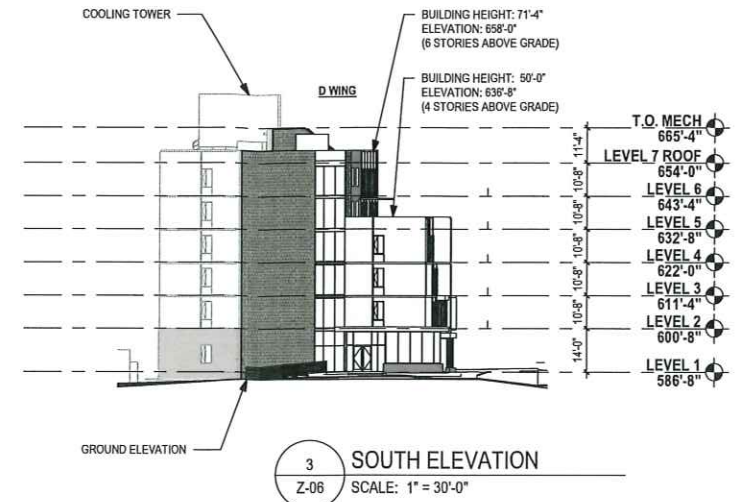 COOLING TOWER
BUILDING HEIGHT: 71'-4"
ELEVATION: 658'-0"
(6 STORIES ABOVE GRADE)
D WING
BUILDING HEIGHT: 50'-0"
ELEVATION: 636'-8"
(4 STORIES ABOVE GRADE)
T.O. MECH
665'-4"
11'-4"
LEVEL 7 ROOF
654'-0"
10'-8"
LEVEL 6
643'-4"
10'-8"
LEVEL 5
632'-8"
10'-8"
LEVEL 4
622'-0"
10'-8"
LEVEL 3
611'-4"
10'-8"
LEVEL 2
600'-8"
14'-0"
LEVEL 1
586'-8"
GROUND ELEVATION
3
Z-06
SOUTH ELEVATION
SCALE: 1" = 30'-0"